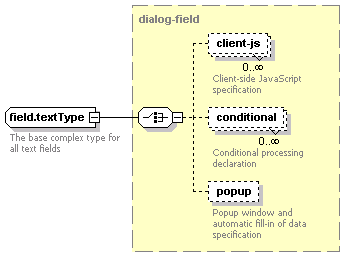 dialog-field
client-js
0..∞
Client-side JavaScript
specification
field.textType
The base complex type for
all text fields
conditional
0..∞
Conditional processing
declaration
popup
Popup window and
automatic fill-in of data
specification